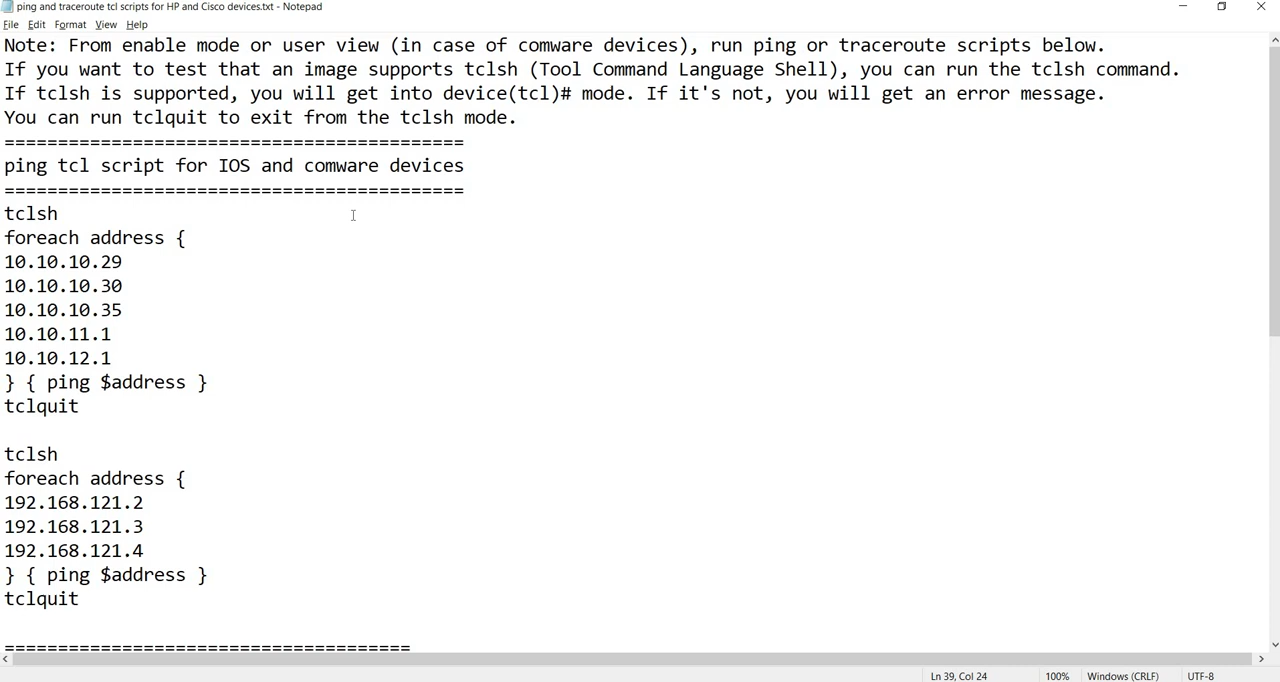 ping and traceroute tcl scripts for HP and Cisco devices.txt - Notepad
File Edit Format View Help
Note: From enable mode or user view (in case of comware devices), run ping or traceroute scripts below.
If you want to test that an image supports tclsh (Tool Command Language Shell), you can run the tclsh command.
If tclsh is supported, you will get into device(tcl)# mode. If it's not, you will get an error message.
You can run tclquit to exit from the tclsh mode.
===========================================
ping tcl script for IOS and comware devices
===========================================
tclsh
foreach address {
10.10.10.29
10.10.10.30
10.10.10.35
10.10.11.1
10.10.12.1
} { ping $address }
tclquit
tclsh
foreach address {
192.168.121.2
192.168.121.3
192.168.121.4
} { ping $address }
tclquit
======================================
Ln 39, Col 24 100% Windows (CRLF) UTF-8